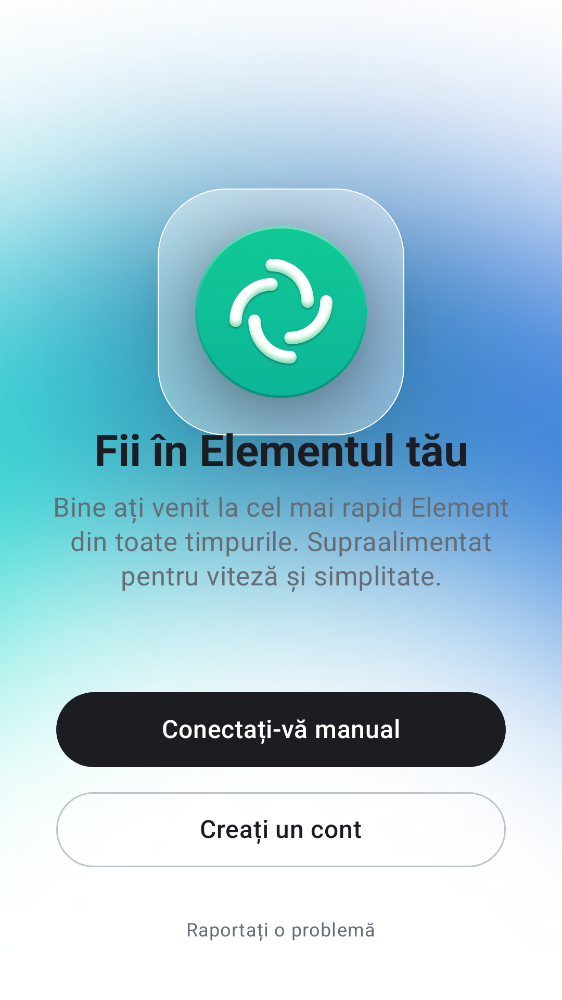 Fii în Elementul tău
Bine ați venit la cel mai rapid Element
din toate timpurile. Supraalimentat
pentru viteză și simplitate.
Conectați-vă manual
Creați un cont
Raportați o problemă